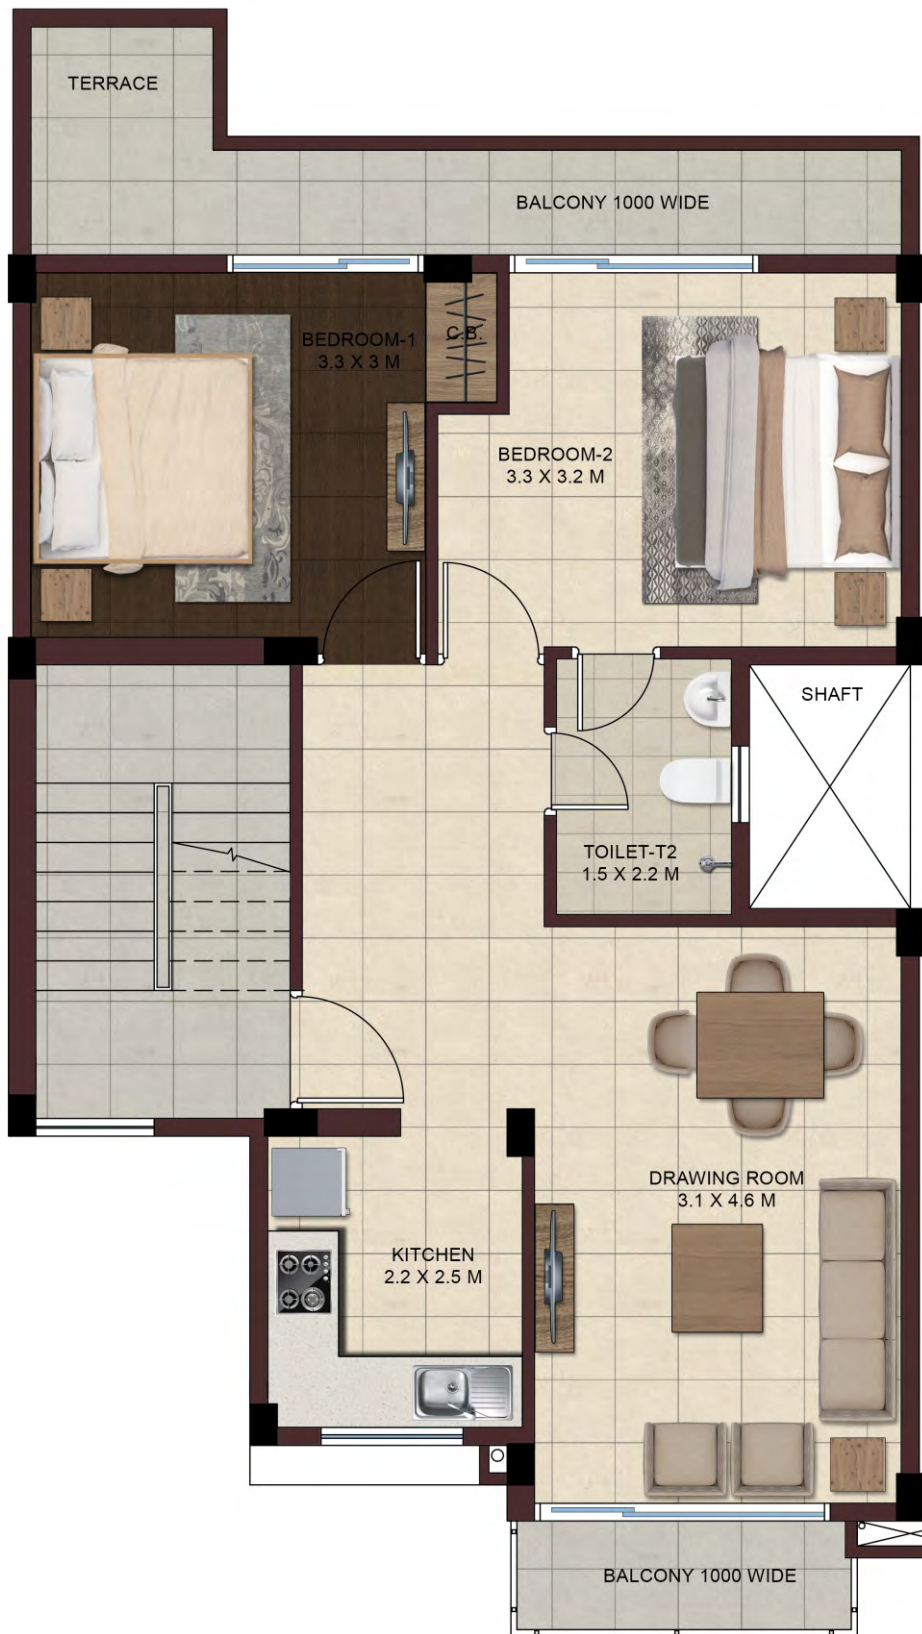 TERRACE
BALCONY 1000 WIDE
BEDROOM-1
3.3 X 3 M
C.B.
BEDROOM-2
3.3 X 3.2 M
SHAFT
TOILET-T2
1.5 X 2.2 M
DRAWING ROOM
3.1 X 4.6 M
KITCHEN
2.2 X 2.5 M
BALCONY 1000 WIDE